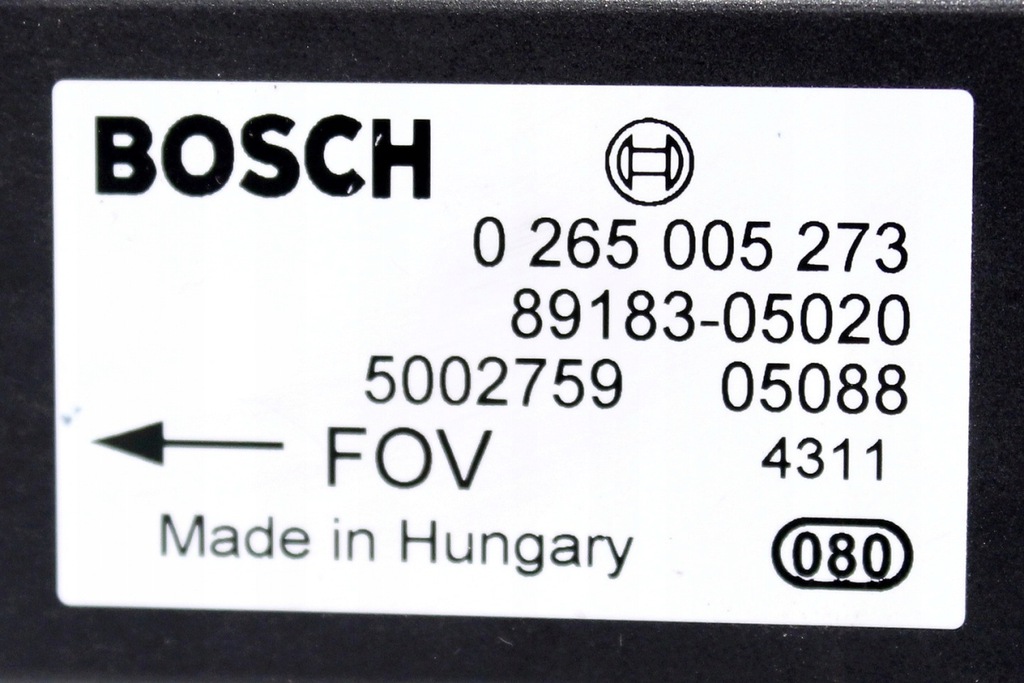 BOSCH
0 265 005 273
89183-05020
5002759 05088
FOV 4311
Made in Hungary 080